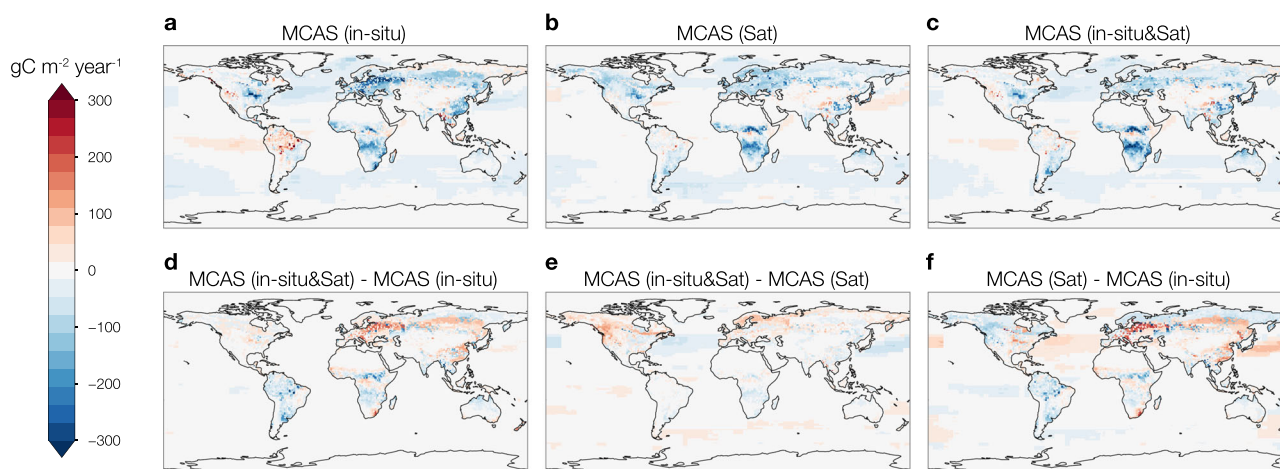 a
MCAS (in-situ)
b
MCAS (Sat)
c
MCAS (in-situ&Sat)
gC m⁻² year⁻¹
300
200
100
0
−100
−200
−300
d
MCAS (in-situ&Sat) - MCAS (in-situ)
e
MCAS (in-situ&Sat) - MCAS (Sat)
f
MCAS (Sat) - MCAS (in-situ)